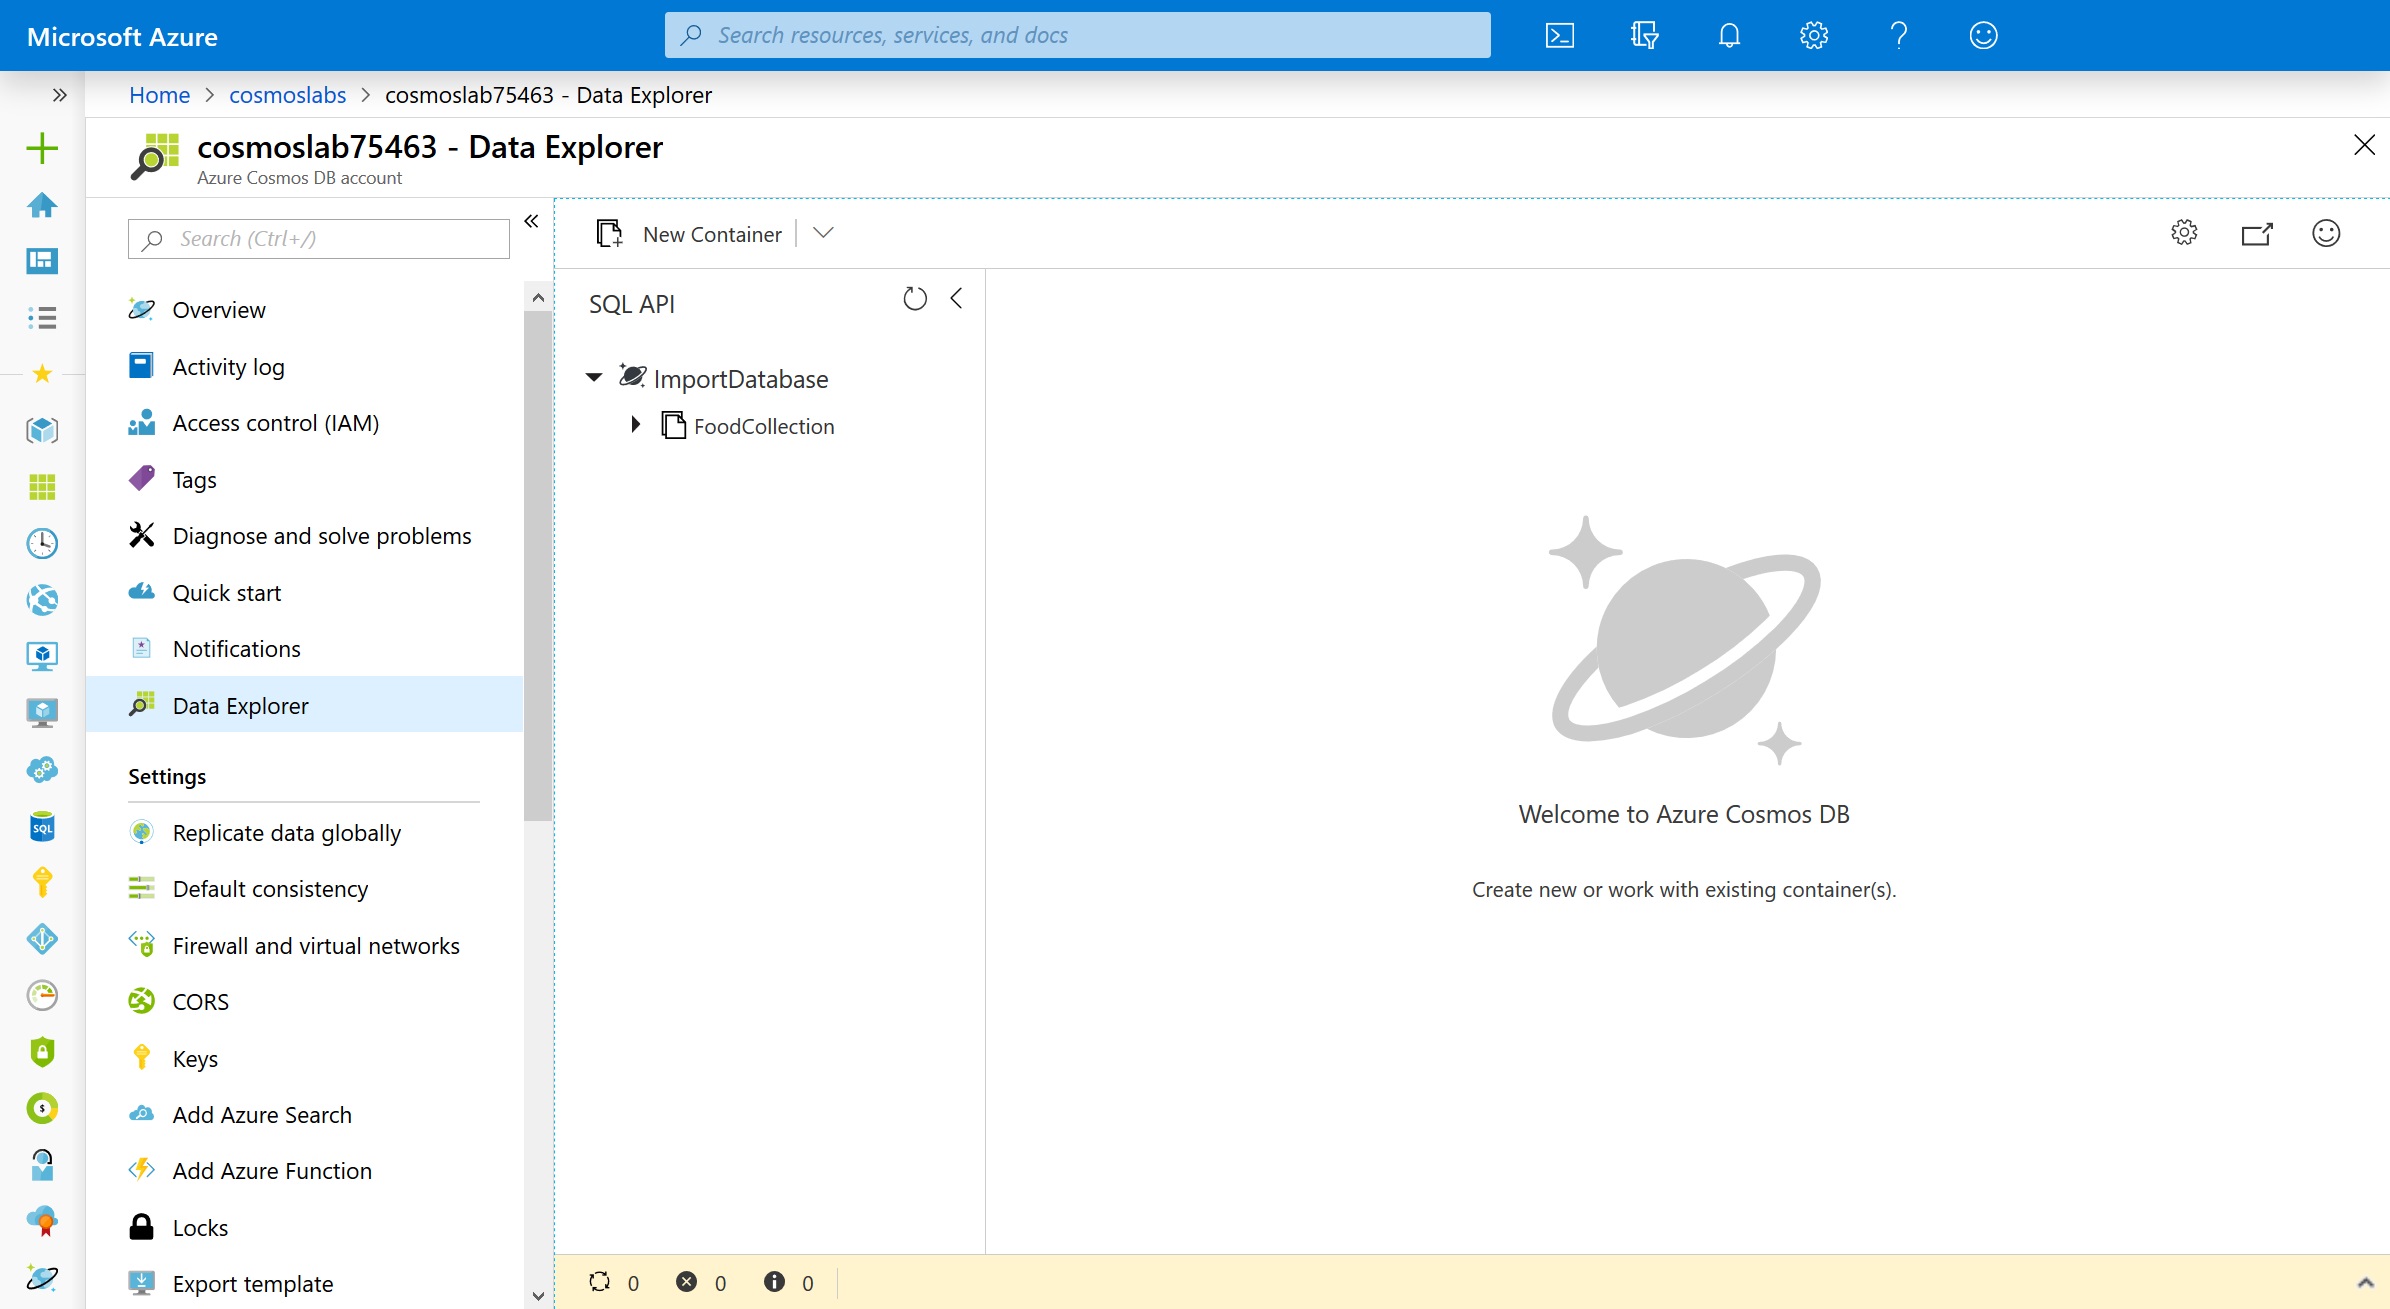 Microsoft Azure
Search resources, services, and docs
Home > cosmoslabs > cosmoslab75463 - Data Explorer
cosmoslab75463 - Data Explorer
Azure Cosmos DB account
Search (Ctrl+/)
Overview
Activity log
Access control (IAM)
Tags
Diagnose and solve problems
Quick start
Notifications
Data Explorer
Settings
Replicate data globally
Default consistency
Firewall and virtual networks
CORS
Keys
Add Azure Search
Add Azure Function
Locks
Export template
SQL
New Container
SQL API
ImportDatabase
FoodCollection
Welcome to Azure Cosmos DB
Create new or work with existing container(s).
0 0 0